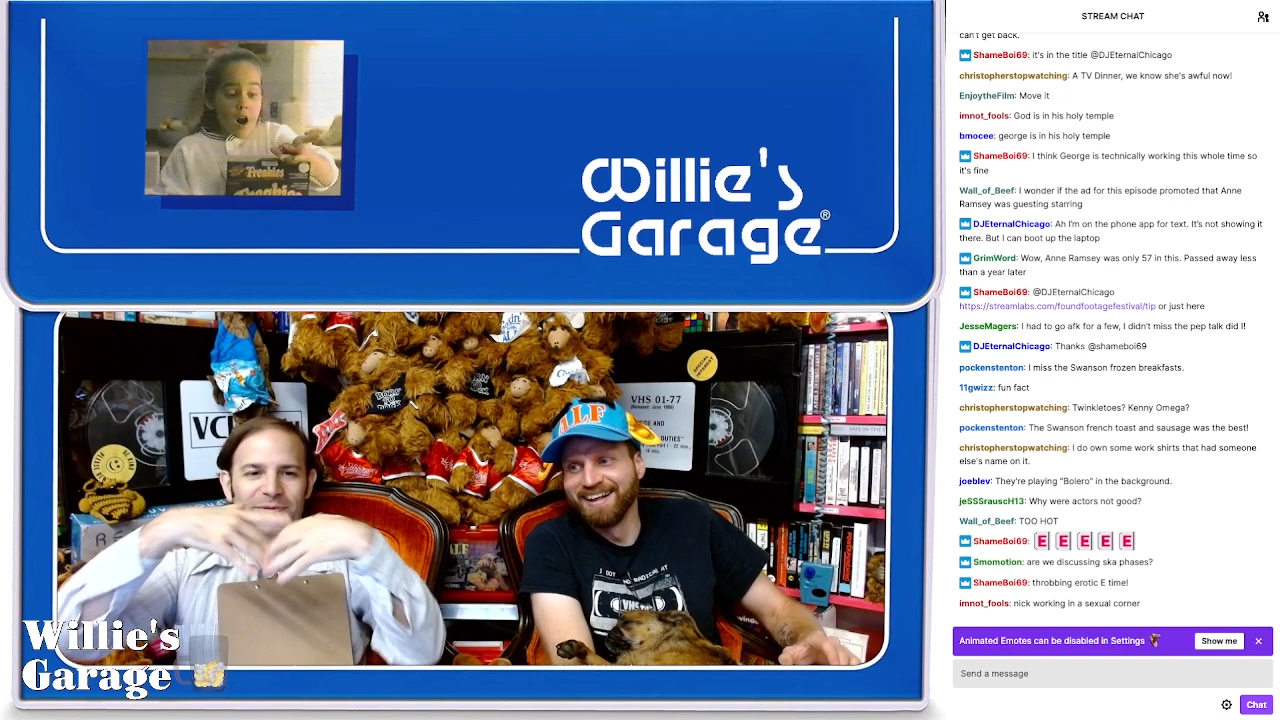 Freakies
Willie's
Garage®
STREAM CHAT
can't get back.
ShameBoi69: it's in the title @DJEternalChicago
christopherstopwatching: A TV Dinner, we know she's awful now!
EnjoytheFilm: Move it
imnot_fools: God is in his holy temple
bmocee: george is in his holy temple
ShameBoi69: I think George is technically working this whole time so
it's fine
Wall_of_Beef: I wonder if the ad for this episode promoted that Anne
Ramsey was guesting starring
DJEternalChicago: Ah I'm on the phone app for text. It's not showing it
there. But I can boot up the laptop
GrimWord: Wow, Anne Ramsey was only 57 in this. Passed away less
than a year later
ShameBoi69: @DJEternalChicago
https://streamlabs.com/foundfootagefestival/tip or just here
JesseMagers: I had to go afk for a few, I didn't miss the pep talk did I!
DJEternalChicago: Thanks @shameboi69
pockenstenton: I miss the Swanson frozen breakfasts.
11gwizz: fun fact
christopherstopwatching: Twinkletoes? Kenny Omega?
pockenstenton: The Swanson french toast and sausage was the best!
christopherstopwatching: I do own some work shirts that had someone
else's name on it.
joeblev: They're playing "Bolero" in the background.
jeSSSrauscH13: Why were actors not good?
Wall_of_Beef: TOO HOT
ShameBoi69: E E E E E
Smomotion: are we discussing ska phases?
ShameBoi69: throbbing erotic E time!
imnot_fools: nick working in a sexual corner
Animated Emotes can be disabled in Settings
Show me
Send a message
Chat
SPECIAL
INTEREST
VHS 01-77
VC
ALF
ALF
I GOT RADICAL AT
VHS
Willie's
Garage